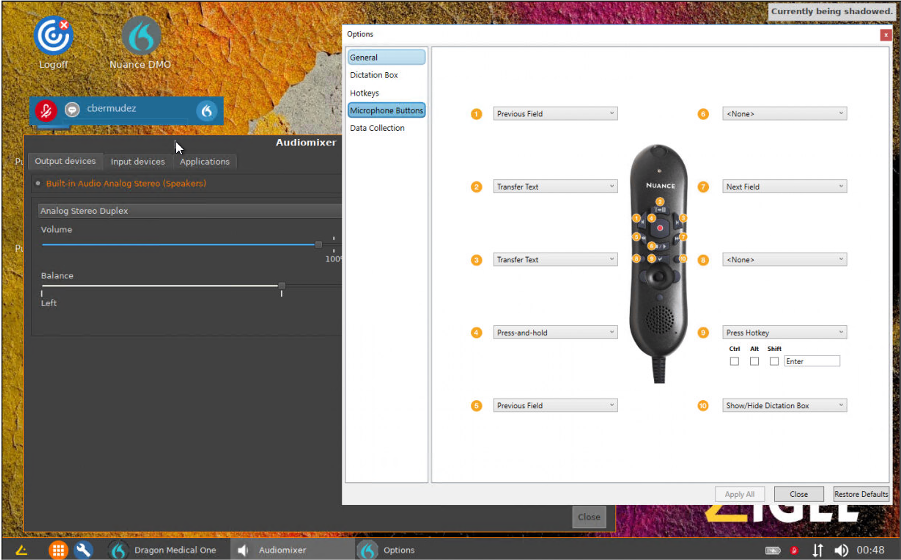 Currently being shadowed.
Logoff
Nuance DMO
cbermudez
Audiomixer
Output devices
Input devices
Applications
Built-in Audio Analog Stereo (Speakers)
Analog Stereo Duplex
Volume
100%
Balance
Left
Close
Options
x
General
Dictation Box
Hotkeys
Microphone Buttons
Data Collection
1 Previous Field
2 Transfer Text
3 Transfer Text
4 Press-and-hold
5 Previous Field
NUANCE
6 <None>
7 Next Field
8 <None>
9 Press Hotkey
Ctrl Alt Shift
Enter
10 Show/Hide Dictation Box
Apply All
Close
Restore Defaults
Dragon Medical One
Audiomixer
Options
00:48